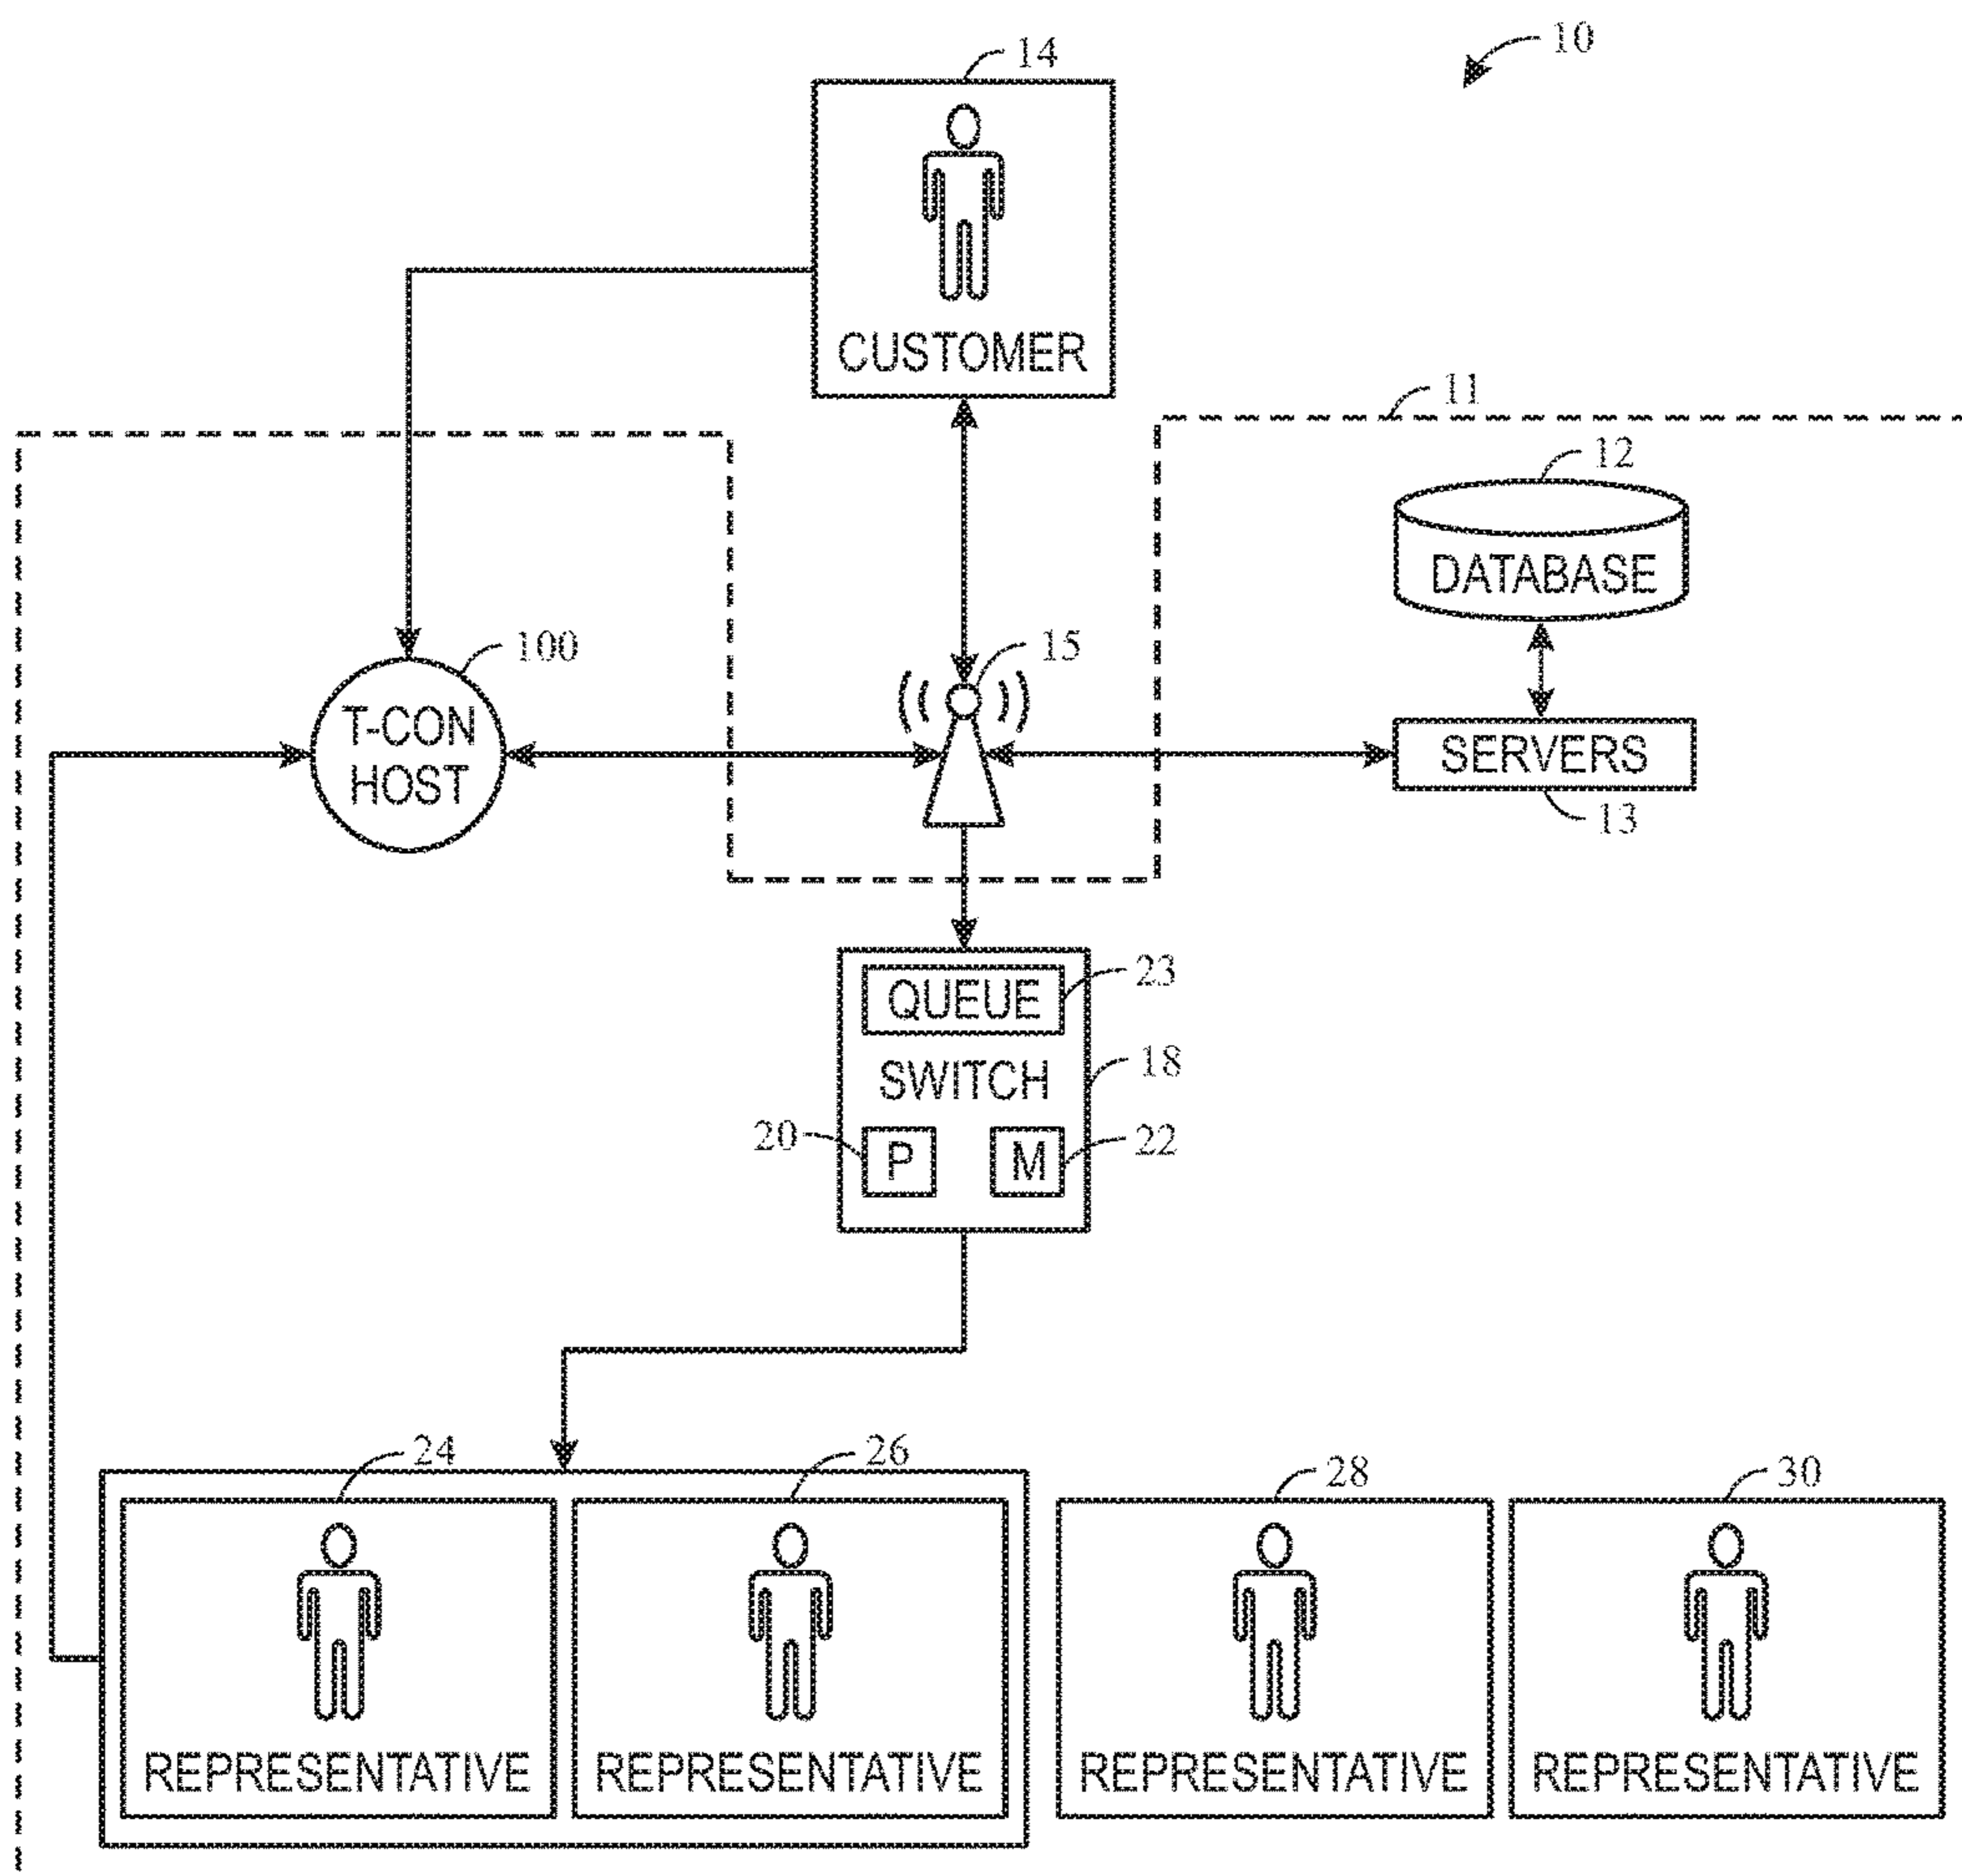 10
14
CUSTOMER
11
12
DATABASE
100
T-CON
HOST
15
SERVERS
13
QUEUE
23
SWITCH
18
20
P
M
22
24
26
28
30
REPRESENTATIVE
REPRESENTATIVE
REPRESENTATIVE
REPRESENTATIVE